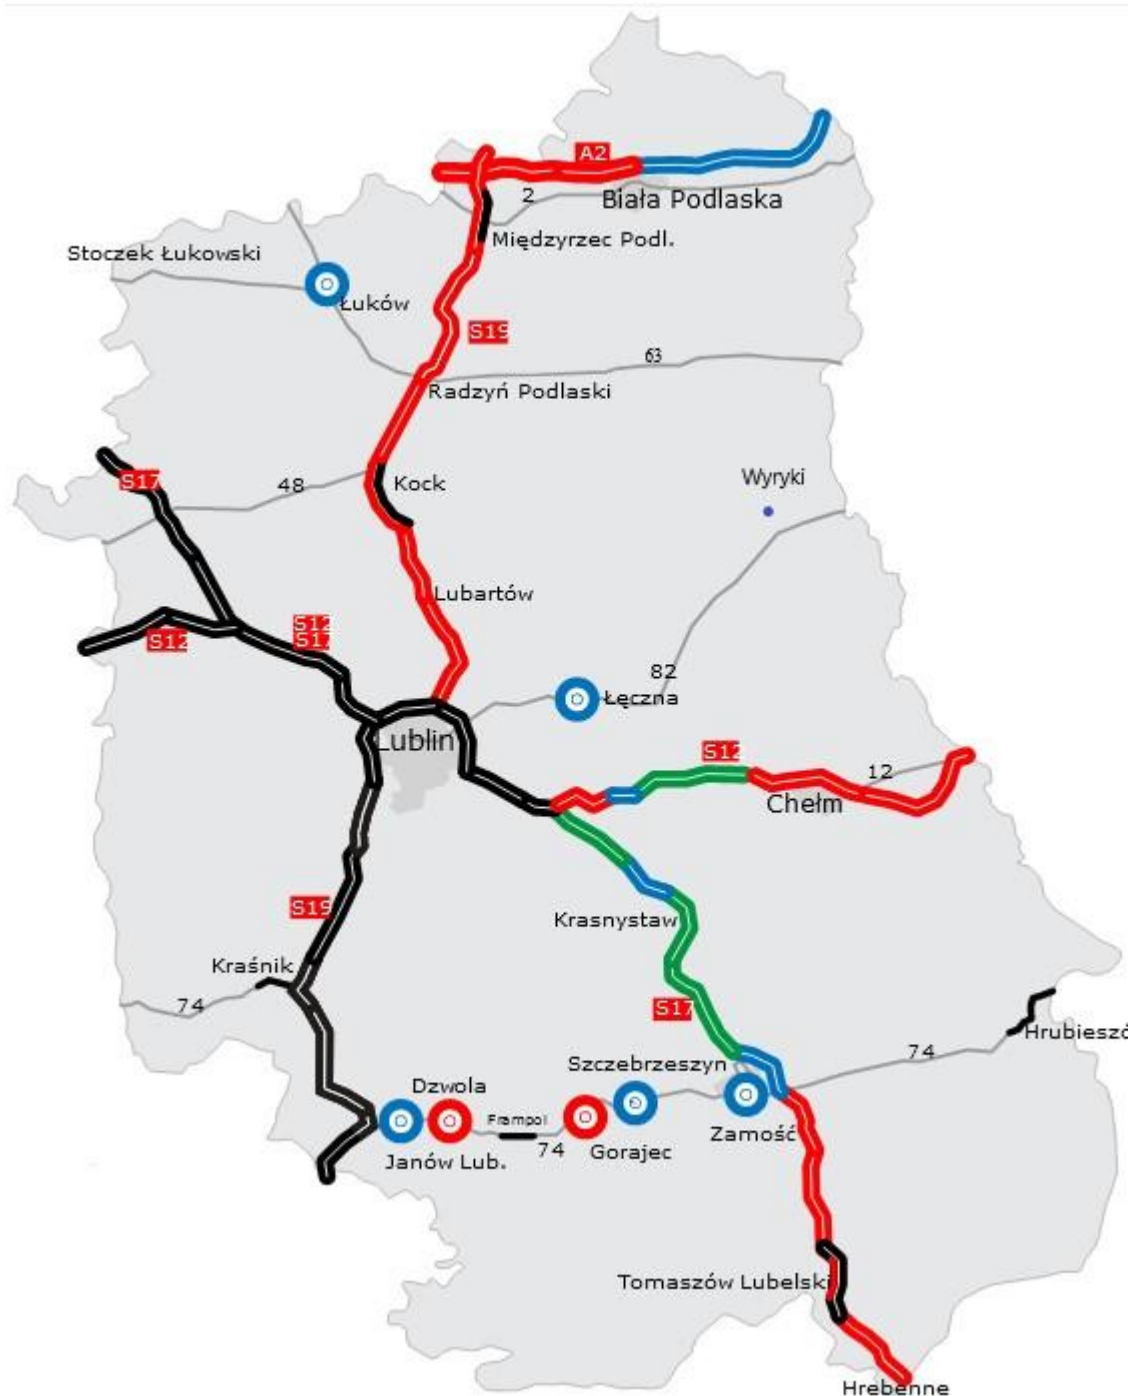 A2
2
Biała Podlaska
Międzyrzec Podl.
Stoczek Łukowski
Łuków
S19
63
Radzyń Podlaski
S17
48
Kock
Wyryki
Lubartów
S12
S12
S17
82
Łęczna
Lublin
S12
12
Chełm
S19
Krasnystaw
Kraśnik
74
S17
Hrubieszó
74
Szczebrzeszyn
Dzwola
Frampol
74
Zamość
Gorajec
Janów Lub.
Tomaszów Lubelski
Hrebenne